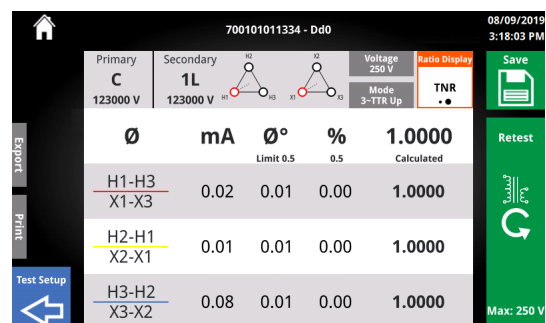 700101011334 - Dd0
08/09/2019
3:18:03 PM
Primary
C
123000 V
Secondary
1L
123000 V
H2
H1
H3
X2
X1
X3
Voltage
250 V
Mode
3~TTR Up
Ratio Display
TNR
Save
Ø mA Ø° % 1.0000
Limit 0.5 0.5 Calculated
H1-H3
X1-X3
0.02 0.01 0.00 1.0000
H2-H1
X2-X1
0.01 0.01 0.00 1.0000
H3-H2
X3-X2
0.08 0.01 0.00 1.0000
Export
Print
Test Setup
Retest
Max: 250 V